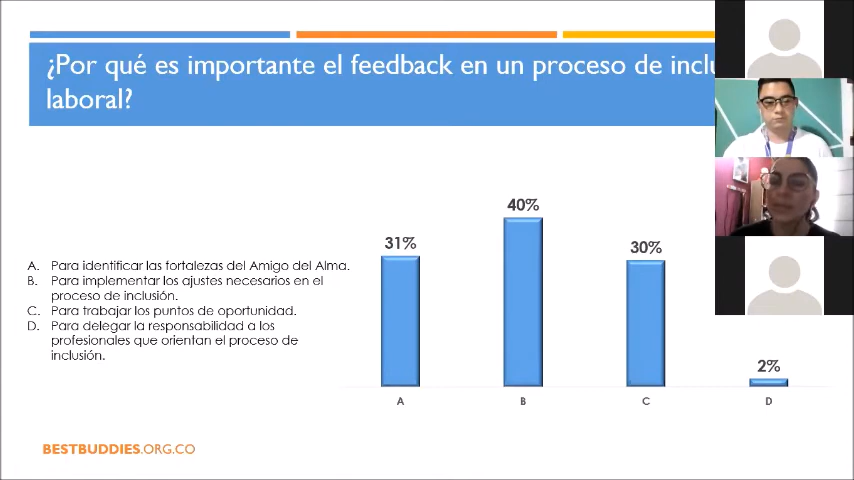 ¿Por qué es importante el feedback en un proceso de
laboral?
31%
40%
30%
2%
A. Para identificar las fortalezas del Amigo del Alma.
B. Para implementar los ajustes necesarios en el
proceso de inclusión.
C. Para trabajar los puntos de oportunidad.
D. Para delegar la responsabilidad a los
profesionales que orientan el proceso de
inclusión.
A
B
C
D
BESTBUDDIES.ORG.CO